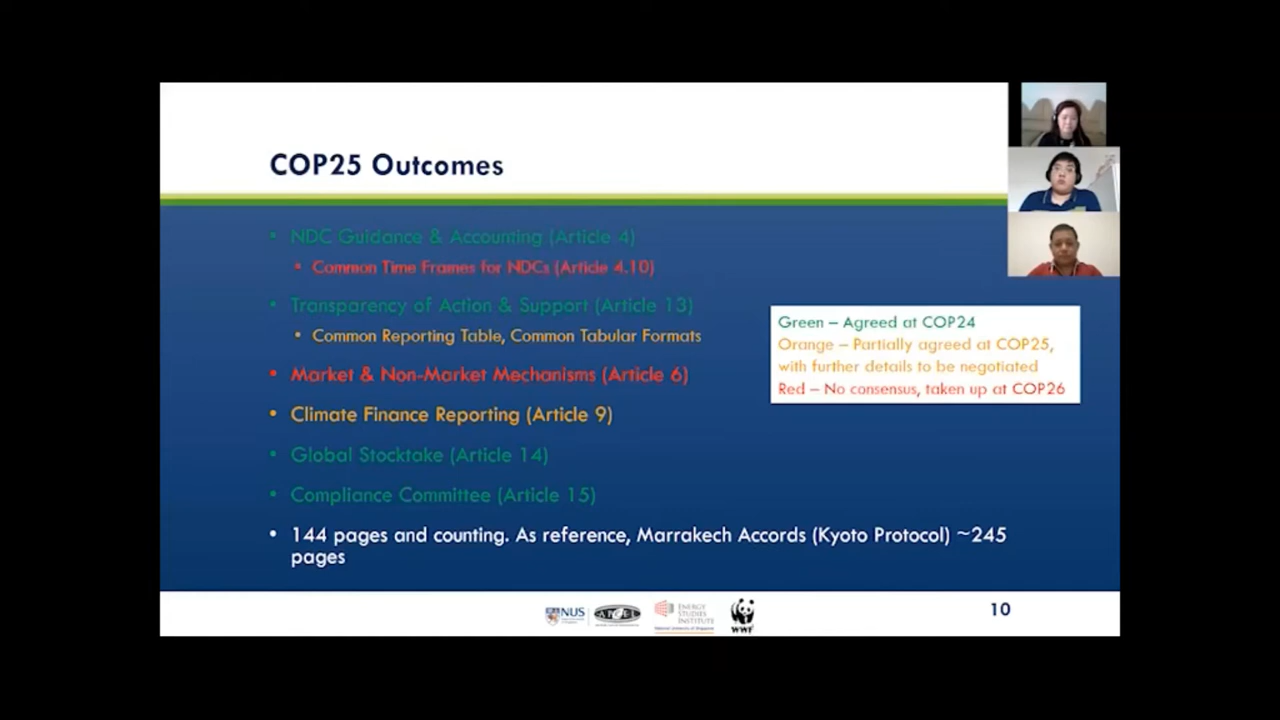 COP25 Outcomes
• NDC Guidance & Accounting (Article 4)
• Common Time Frames for NDCs (Article 4.10)
• Transparency of Action & Support (Article 13)
• Common Reporting Table, Common Tabular Formats
• Market & Non-Market Mechanisms (Article 6)
• Climate Finance Reporting (Article 9)
• Global Stocktake (Article 14)
• Compliance Committee (Article 15)
• 144 pages and counting. As reference, Marrakech Accords (Kyoto Protocol) ~245
pages
Green – Agreed at COP24
Orange – Partially agreed at COP25,
with further details to be negotiated
Red – No consensus, taken up at COP26
NUS
ENERGY
STUDIES
INSTITUTE
National University of Singapore
WWF
10